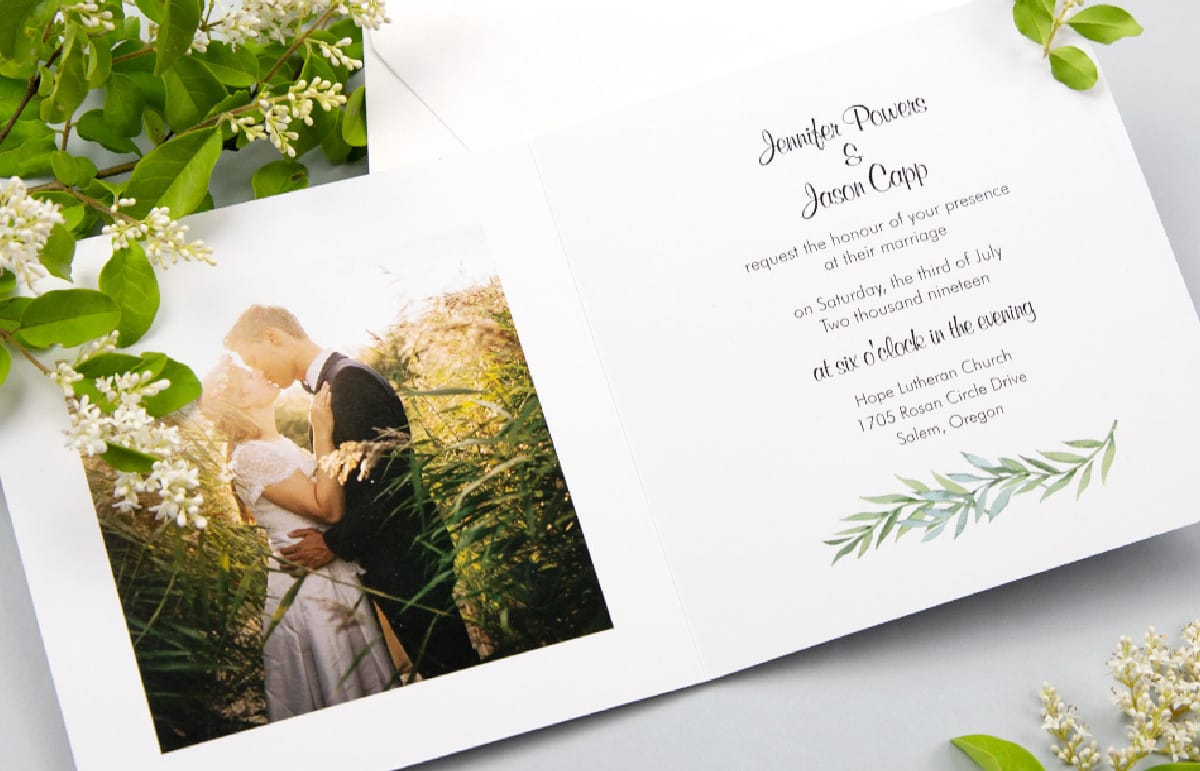 Jennifer Powers
&
Jason Capp
request the honour of your presence
at their marriage
on Saturday, the third of July
Two thousand nineteen
at six o'clock in the evening
Hope Lutheran Church
1705 Rosan Circle Drive
Salem, Oregon